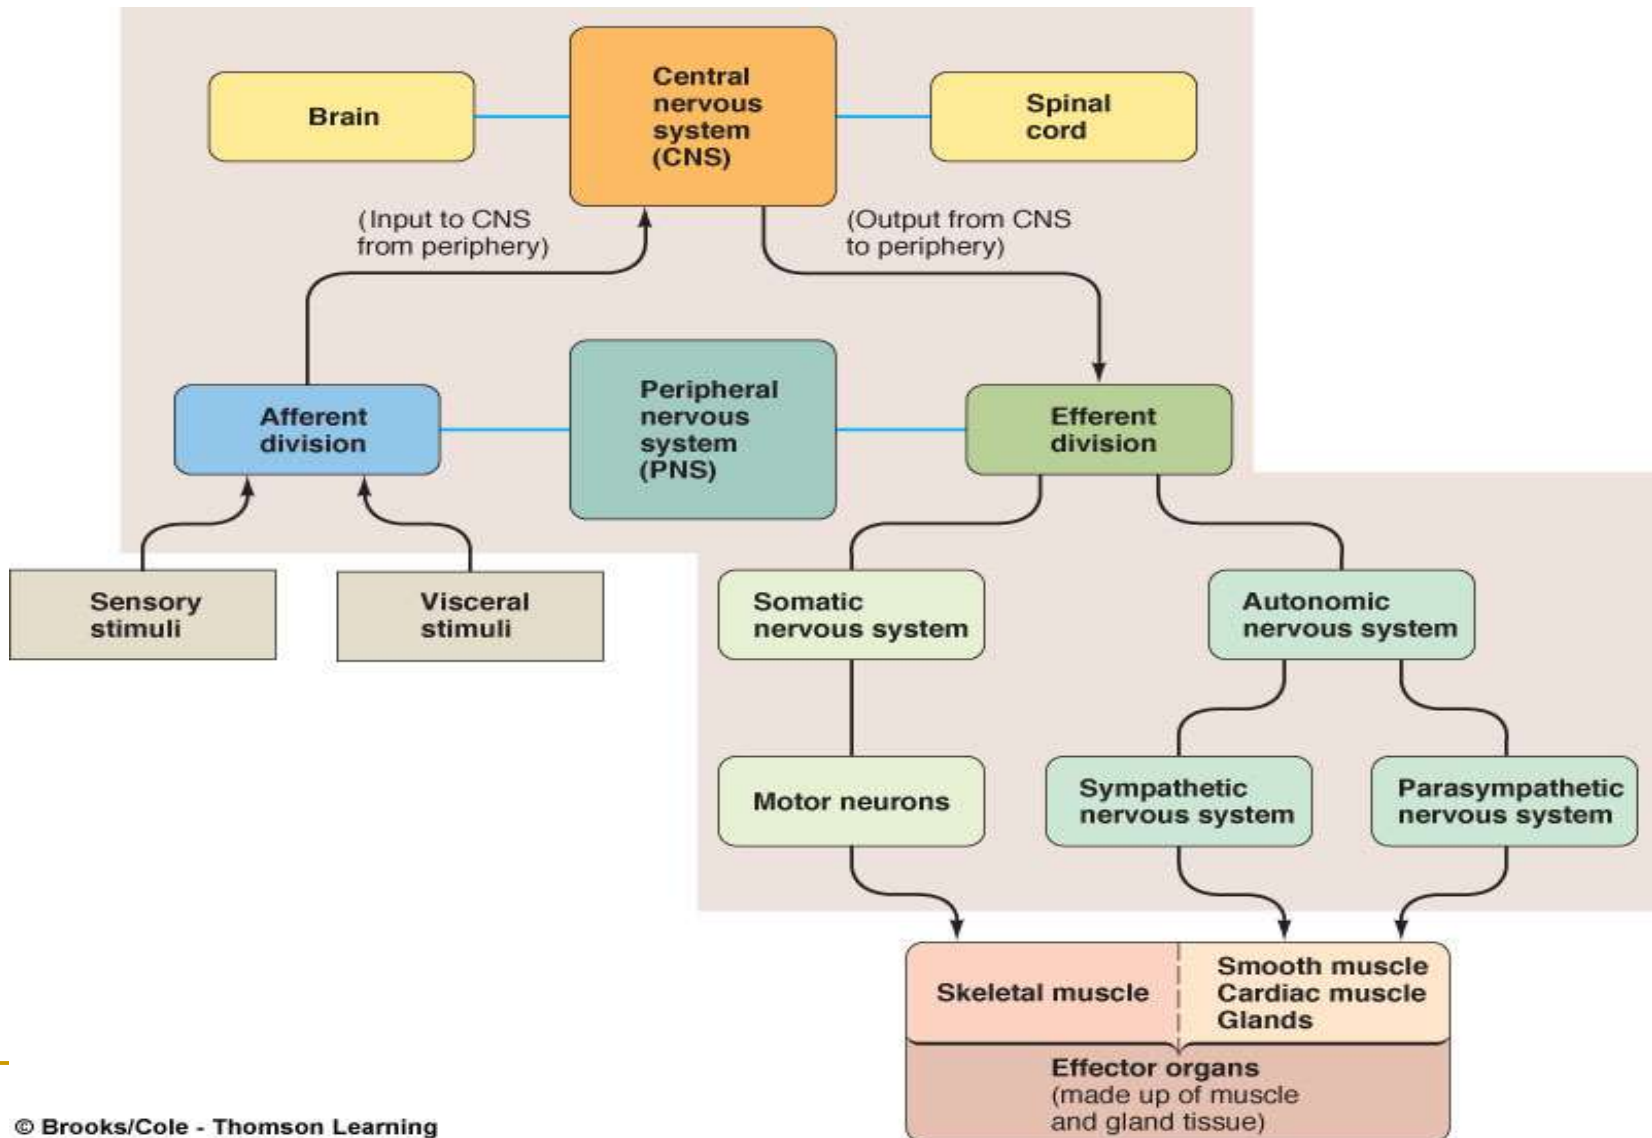 Central
nervous
system
(CNS)
Brain
Spinal
cord
(Input to CNS
from periphery)
(Output from CNS
to periphery)
Afferent
division
Peripheral
nervous
system
(PNS)
Efferent
division
Sensory
stimuli
Visceral
stimuli
Somatic
nervous system
Autonomic
nervous system
Motor neurons
Sympathetic
nervous system
Parasympathetic
nervous system
Skeletal muscle
Smooth muscle
Cardiac muscle
Glands
Effector organs
(made up of muscle
and gland tissue)
© Brooks/Cole - Thomson Learning